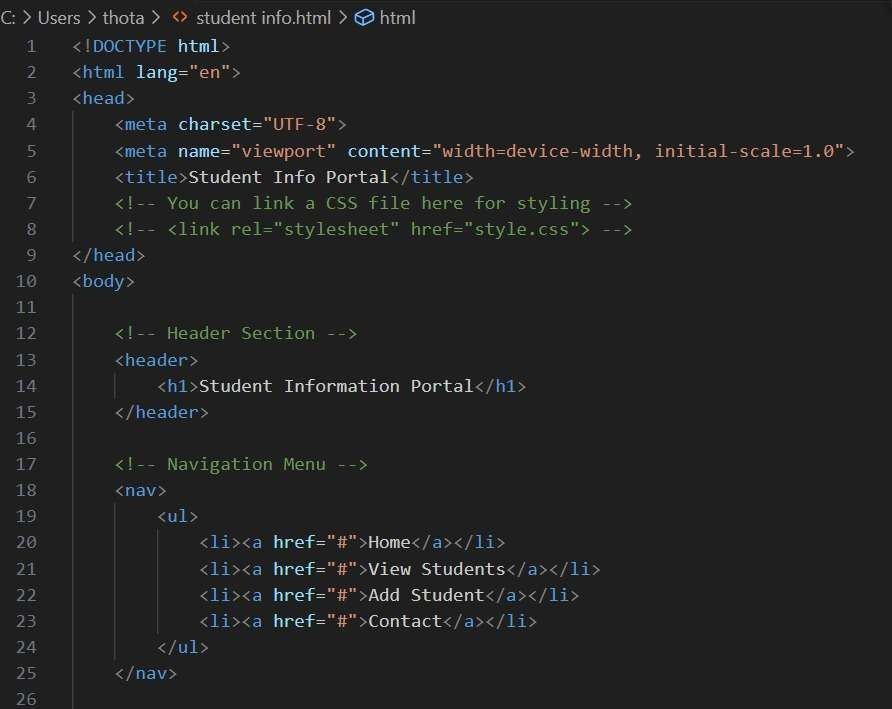 C: > Users > thota > <> student info.html > html
1 <!DOCTYPE html>
2 <html lang="en">
3 <head>
4     <meta charset="UTF-8">
5     <meta name="viewport" content="width=device-width, initial-scale=1.0">
6     <title>Student Info Portal</title>
7     <!-- You can link a CSS file here for styling -->
8     <!-- <link rel="stylesheet" href="style.css"> -->
9 </head>
10 <body>
11
12     <!-- Header Section -->
13     <header>
14         <h1>Student Information Portal</h1>
15     </header>
16
17     <!-- Navigation Menu -->
18     <nav>
19         <ul>
20             <li><a href="#">Home</a></li>
21             <li><a href="#">View Students</a></li>
22             <li><a href="#">Add Student</a></li>
23             <li><a href="#">Contact</a></li>
24         </ul>
25     </nav>
26